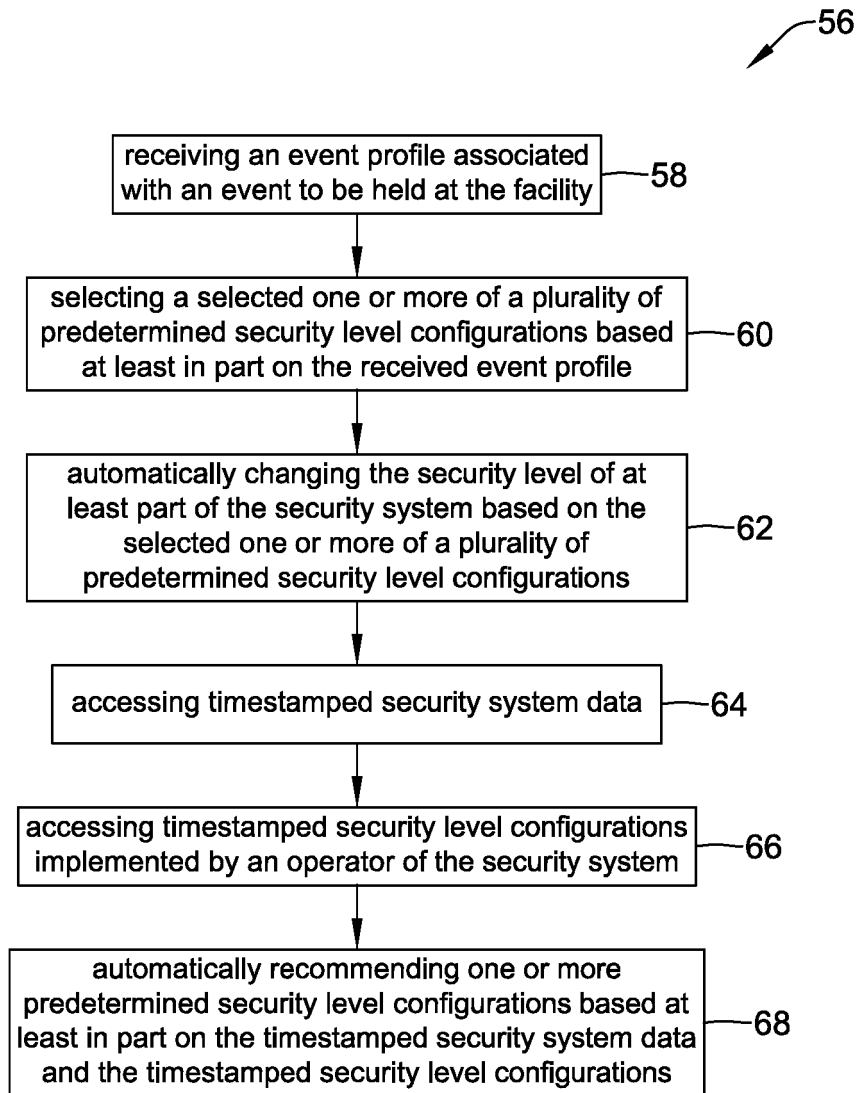 56
receiving an event profile associated
with an event to be held at the facility
58
selecting a selected one or more of a plurality of
predetermined security level configurations based
at least in part on the received event profile
60
automatically changing the security level of at
least part of the security system based on the
selected one or more of a plurality of
predetermined security level configurations
62
accessing timestamped security system data
64
accessing timestamped security level configurations
implemented by an operator of the security system
66
automatically recommending one or more
predetermined security level configurations based at
least in part on the timestamped security system data
and the timestamped security level configurations
68